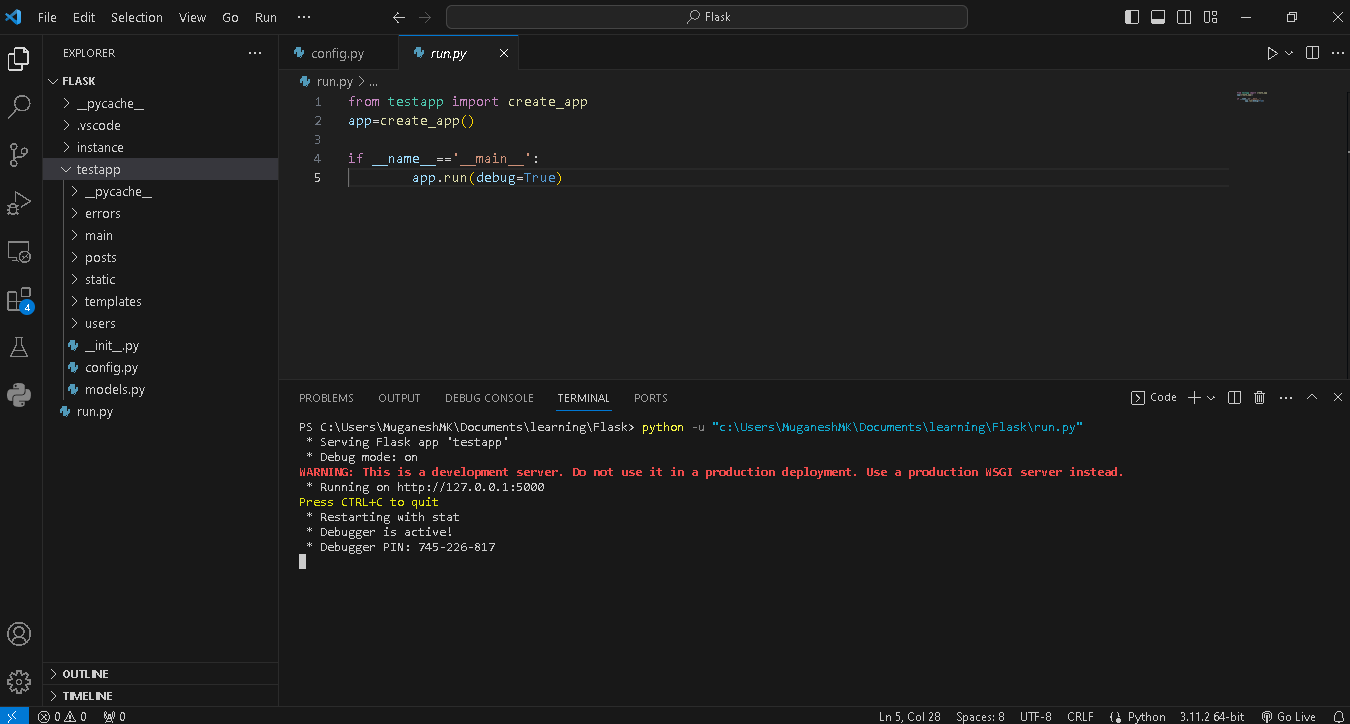 File Edit Selection View Go Run ··· Flask
EXPLORER ···
FLASK
__pycache__
.vscode
instance
testapp
__pycache__
errors
main
posts
static
templates
users
__init__.py
config.py
models.py
run.py
OUTLINE
TIMELINE
config.py run.py
run.py > ...
1 from testapp import create_app
2 app=create_app()
3
4 if __name__=='__main__':
5 app.run(debug=True)
PROBLEMS OUTPUT DEBUG CONSOLE TERMINAL PORTS Code
PS C:\Users\MuganeshMK\Documents\learning\Flask> python -u "c:\Users\MuganeshMK\Documents\learning\Flask\run.py"
* Serving Flask app 'testapp'
* Debug mode: on
WARNING: This is a development server. Do not use it in a production deployment. Use a production WSGI server instead.
* Running on http://127.0.0.1:5000
Press CTRL+C to quit
* Restarting with stat
* Debugger is active!
* Debugger PIN: 745-226-817
4
0 0 0 Ln 5, Col 28 Spaces: 8 UTF-8 CRLF Python 3.11.2 64-bit Go Live